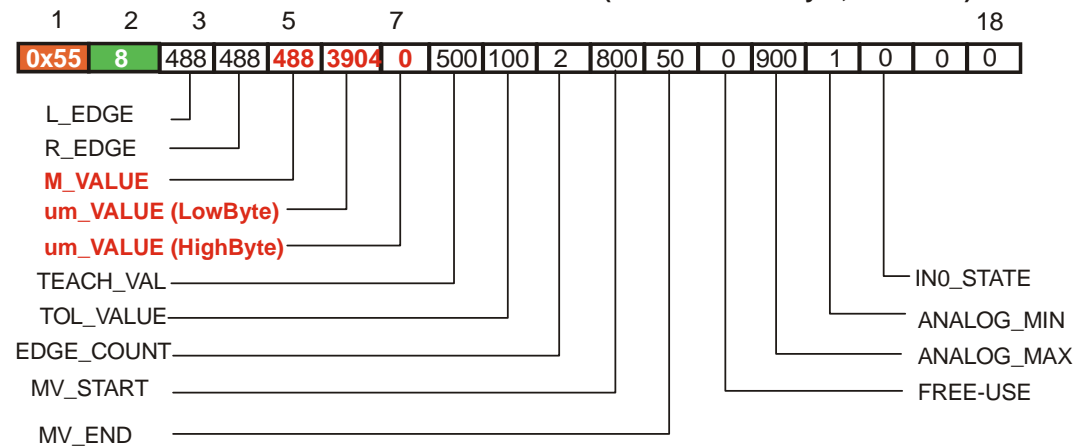 1 2 3 5 7 18
0x55 8 488 488 488 3904 0 500 100 2 800 50 0 900 1 0 0 0
L_EDGE
R_EDGE
M_VALUE
um_VALUE (LowByte)
um_VALUE (HighByte)
TEACH_VAL
TOL_VALUE
EDGE_COUNT
MV_START
MV_END
IN0_STATE
ANALOG_MIN
ANALOG_MAX
FREE-USE